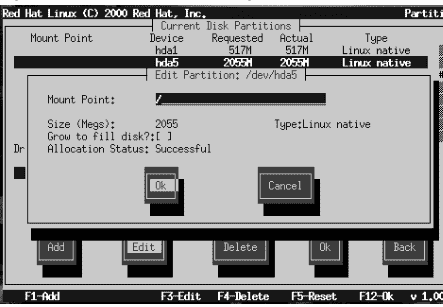 Red Hat Linux (C) 2000 Red Hat, Inc. Partiti
Current Disk Partitions
Mount Point Device Requested Actual Type
hda1 517M 517M Linux native
hda5 2055M 2055M Linux native
Edit Partition: /dev/hda5
Mount Point: /
Size (Megs): 2055 Type:Linux native
Grow to fill disk?:[ ]
Dr Allocation Status: Successful
Ok Cancel
Add Edit Delete Ok Back
F1-Add F3-Edit F4-Delete F5-Reset F12-Ok v 1.00